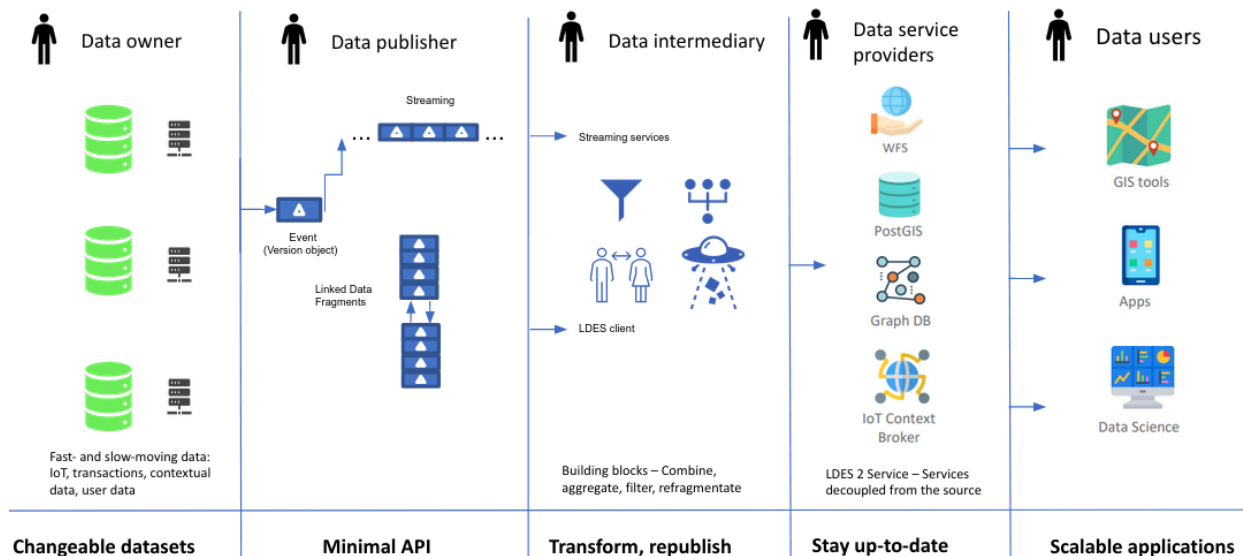 Data owner
Data publisher
Data intermediary
Data service
providers
Data users
Streaming
...
...
Event
(Version object)
Linked Data
Fragments
Streaming services
LDES client
WFS
PostGIS
Graph DB
IoT Context
Broker
GIS tools
Apps
Data Science
Fast- and slow-moving data:
IoT, transactions, contextual
data, user data
Building blocks – Combine,
aggregate, filter, refragmentate
LDES 2 Service – Services
decoupled from the source
Changeable datasets
Minimal API
Transform, republish
Stay up-to-date
Scalable applications